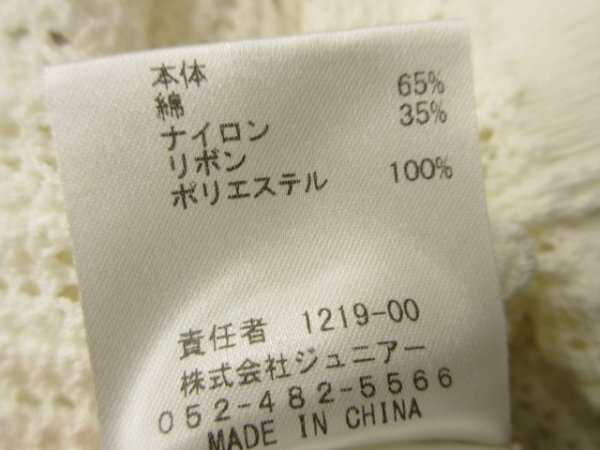 本体
綿 65%
ナイロン 35%
リボン
ポリエステル 100%
責任者 1219-00
株式会社ジュニアー
052-482-5566
MADE IN CHINA